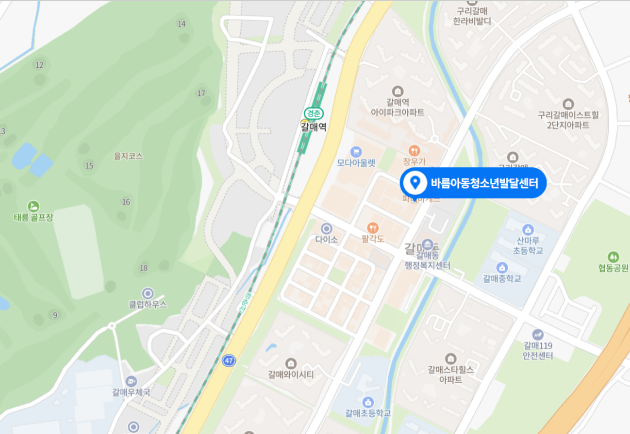 구리갈매
한라비발디
14
12
17
갈매역
아이파크아파트
경춘
갈매역
구리갈매이스트힐
2단지아파트
3
을지코스
15
모다아울렛
장우가
바름아동청소년발달센터
16
태릉골프장
다이소
팔각도
갈매동
행정복지센터
산마루
초등학교
협동공원
18
갈매중학교
클럽하우스
9
47
갈매119
안전센터
갈매와이시티
갈매스타힐스
아파트
갈매우체국
갈매초등학교